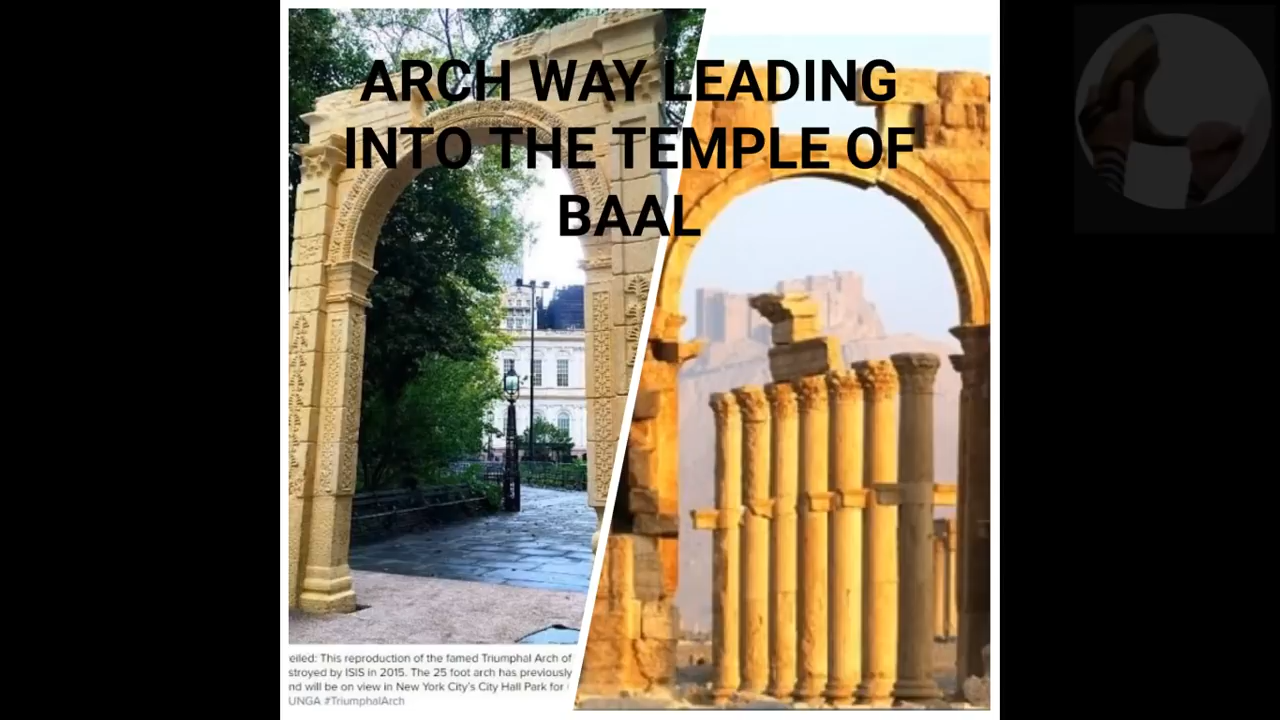 ARCH WAY LEADING
INTO THE TEMPLE OF
BAAL
eiled: This reproduction of the famed Triumphal Arch of
stroyed by ISIS in 2015. The 25 foot arch has previously
nd will be on view in New York City's City Hall Park for
UNGA #TriumphalArch